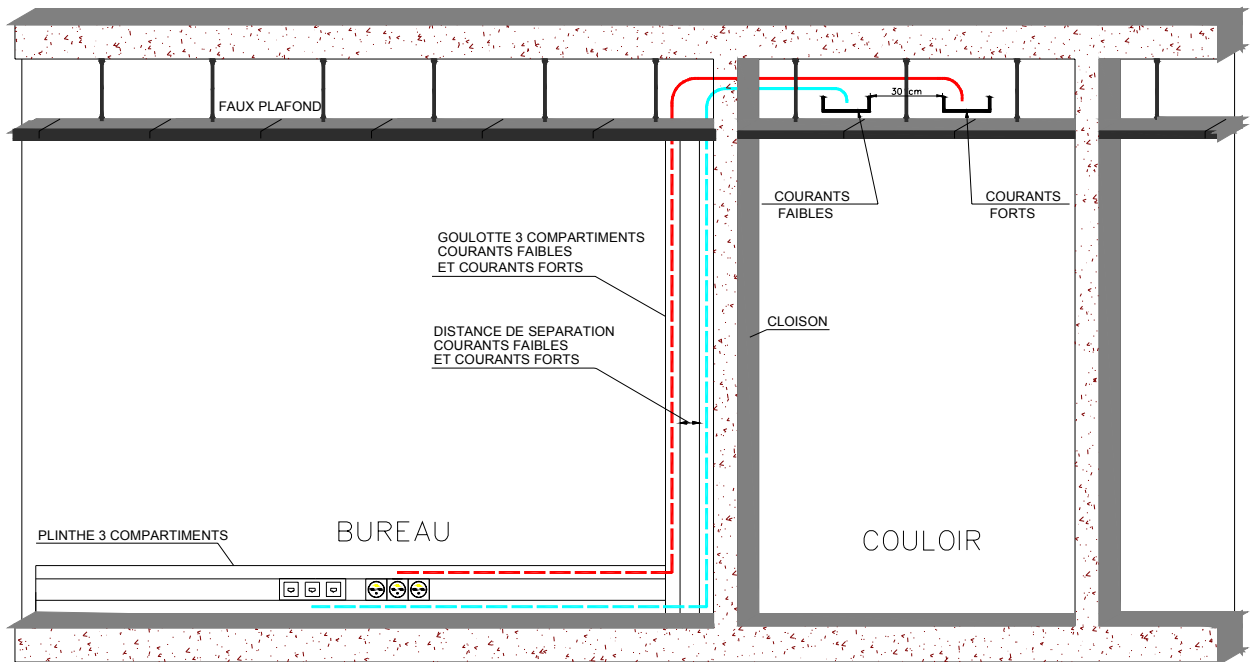 30 cm
FAUX PLAFOND
COURANTS
FAIBLES
COURANTS
FORTS
GOULOTTE 3 COMPARTIMENTS
COURANTS FAIBLES
ET COURANTS FORTS
CLOISON
DISTANCE DE SEPARATION
COURANTS FAIBLES
ET COURANTS FORTS
BUREAU
PLINTHE 3 COMPARTIMENTS
COULOIR